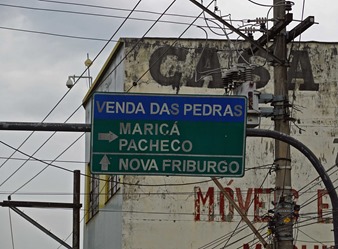 CASA
MÓVEIS E
VENDA DAS PEDRAS
→ MARICÁ
PACHECO
↑ NOVA FRIBURGO